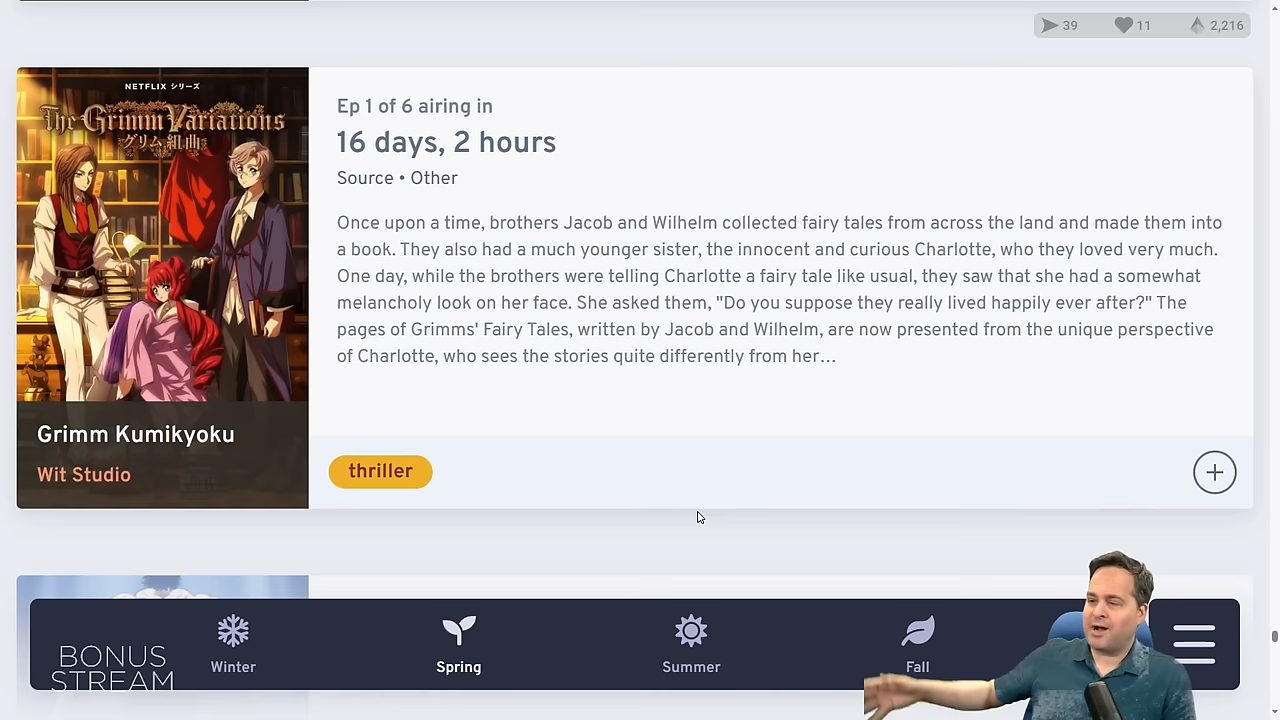 39 11 2,216
NETFLIX シリーズ
The Grimm Variations
グリム組曲
Grimm Kumikyoku
Wit Studio
Ep 1 of 6 airing in
16 days, 2 hours
Source • Other
Once upon a time, brothers Jacob and Wilhelm collected fairy tales from across the land and made them into
a book. They also had a much younger sister, the innocent and curious Charlotte, who they loved very much.
One day, while the brothers were telling Charlotte a fairy tale like usual, they saw that she had a somewhat
melancholy look on her face. She asked them, "Do you suppose they really lived happily ever after?" The
pages of Grimms' Fairy Tales, written by Jacob and Wilhelm, are now presented from the unique perspective
of Charlotte, who sees the stories quite differently from her…
thriller
BONUS
STREAM
Winter
Spring
Summer
Fall